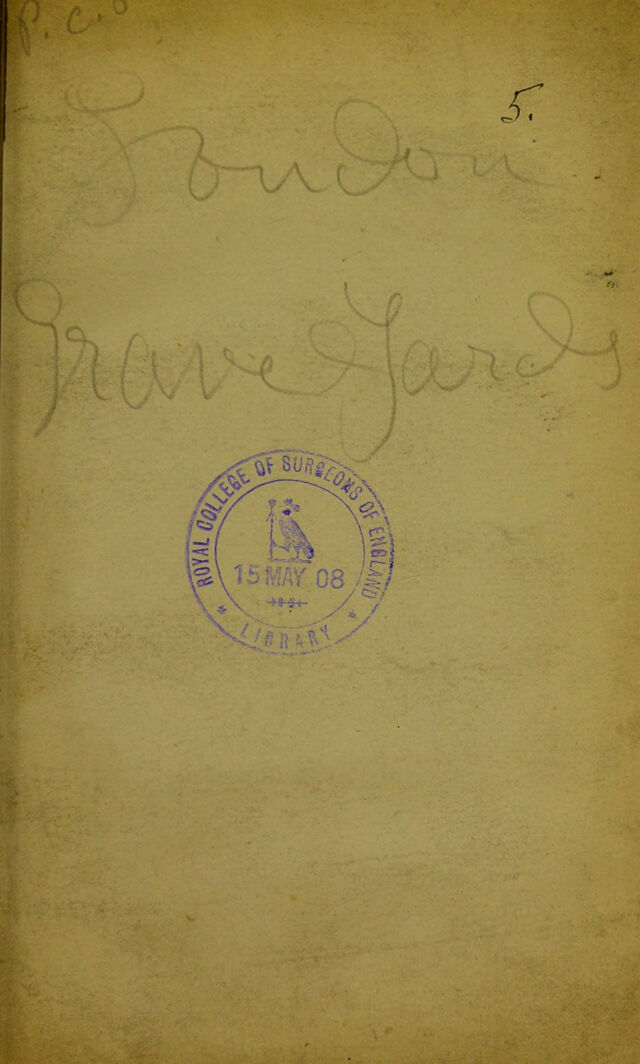 P.C.
5.
London
Grave Yards
ROYAL COLLEGE OF SURGEONS OF ENGLAND
15 MAY 08
* LIBRARY *